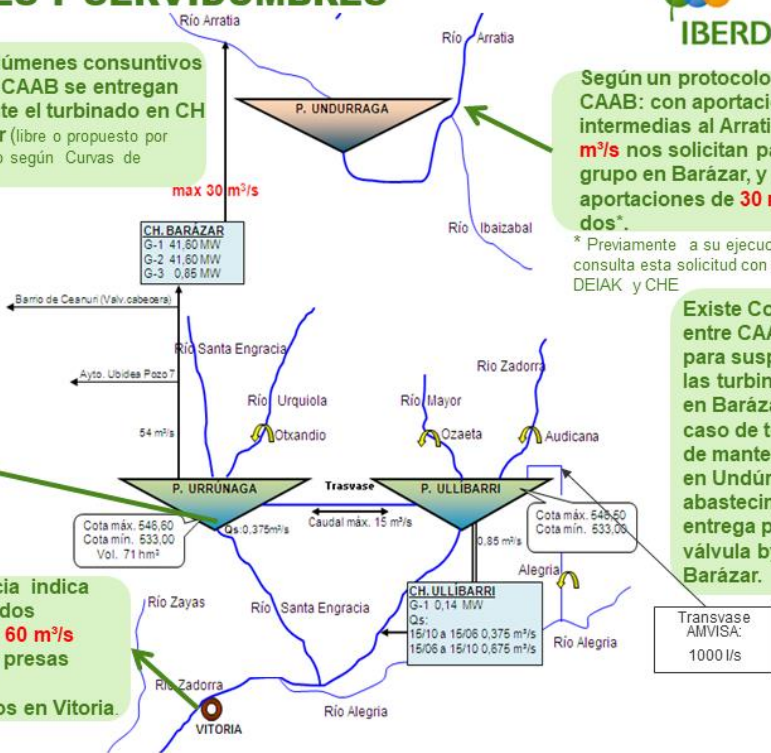 Y SERVIDUMBRES
IBERD
Río Arratia
Río Arratia
úmenes consuntivos
CAAB se entregan
te el turbinado en CH
r (libre o propuesto por
o según Curvas de
P. UNDURRAGA
Según un protocolo
CAAB: con aportaci
intermedias al Arrati
m³/s nos solicitan pa
grupo en Barázar, y
aportaciones de 30 m
dos*.
* Previamente a su ejecuc
consulta esta solicitud con
DEIAK y CHE
max 30 m³/s
Río Ibaizabal
CH. BARÁZAR
G-1 41,60 MW
G-2 41,60 MW
G-3 0,85 MW
Barrio de Ceanuri (Valv.cabecera)
Ayto. Ubidea Pozo 7
54 m³/s
Río Santa Engracia
Río Urquiola
Otxandio
Río Mayor
Ozaeta
Rio Zadorra
Audicana
Existe Co
entre CAA
para susp
las turbin
en Baráza
caso de t
de mante
en Undúr
abastecin
entrega p
válvula by
Barázar.
P. URRÚNAGA
Trasvase
P. ULLIBARRI
Cota máx. 546,60
Cota mín. 533,00
Vol. 71 hm³
Qs:0,375m³/s
Caudal máx. 15 m³/s
Cota máx. 546,50
Cota mín. 533,00
0,85 m³/s
Alegria
cia indica
dos
60 m³/s
presas
os en Vitoria.
Río Zayas
Río Santa Engracia
CH. ULLÍBARRI
G-1 0,14 MW
Qs:
15/10 a 15/06 0,375 m³/s
15/06 a 15/10 0,675 m³/s
Río Alegria
Transvase
AMVISA:
1000 l/s
Rio Zadorra
VITORIA
Río Alegria